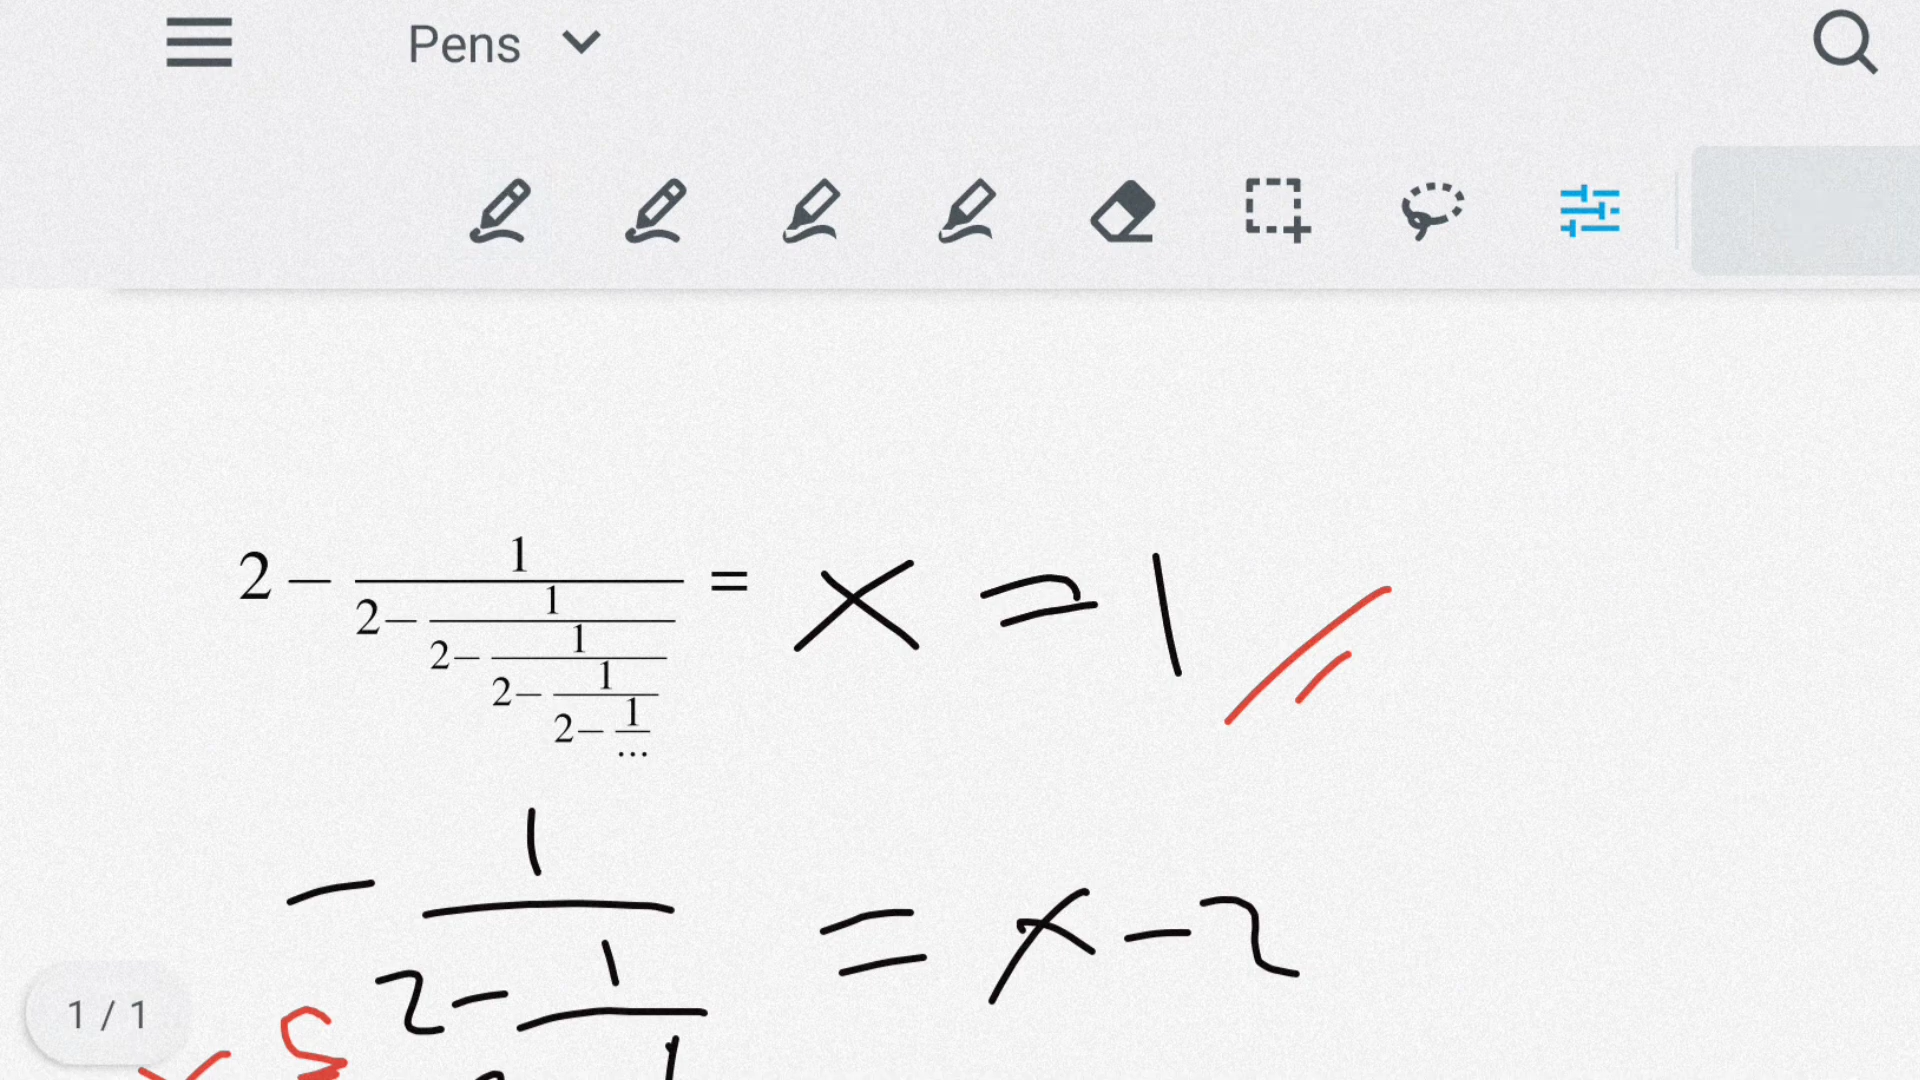 Pens
2 − 1/(2 − 1/(2 − 1/(2 − 1/(2 − 1/...)))) = x = 1
− 1/(2 − 1/ = x − 2
1 / 1